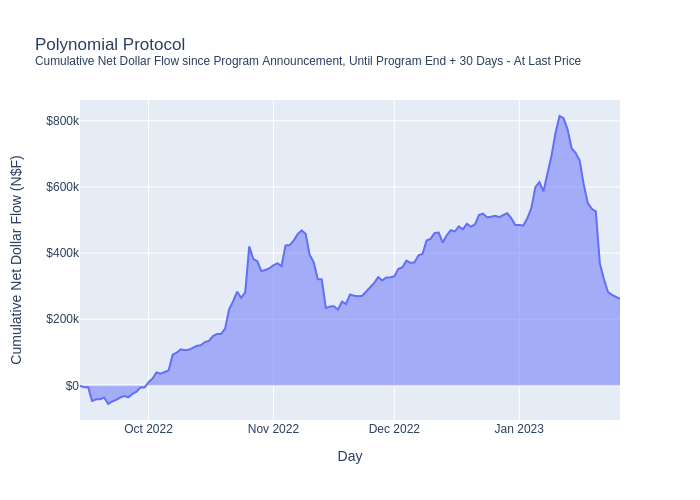 Polynomial Protocol
Cumulative Net Dollar Flow since Program Announcement, Until Program End + 30 Days - At Last Price
Cumulative Net Dollar Flow (N$F)
$800k
$600k
$400k
$200k
$0
Oct 2022
Nov 2022
Dec 2022
Jan 2023
Day